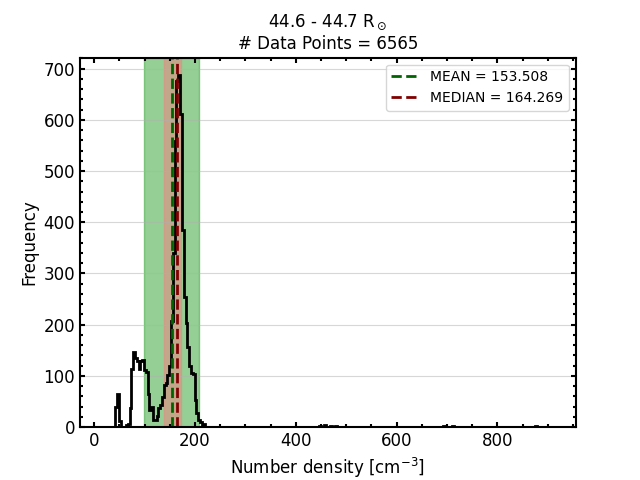 44.6 - 44.7 R⊙
# Data Points = 6565
MEAN = 153.508
MEDIAN = 164.269
700
600
500
400
300
200
100
0
Frequency
0 200 400 600 800
Number density [cm⁻³]